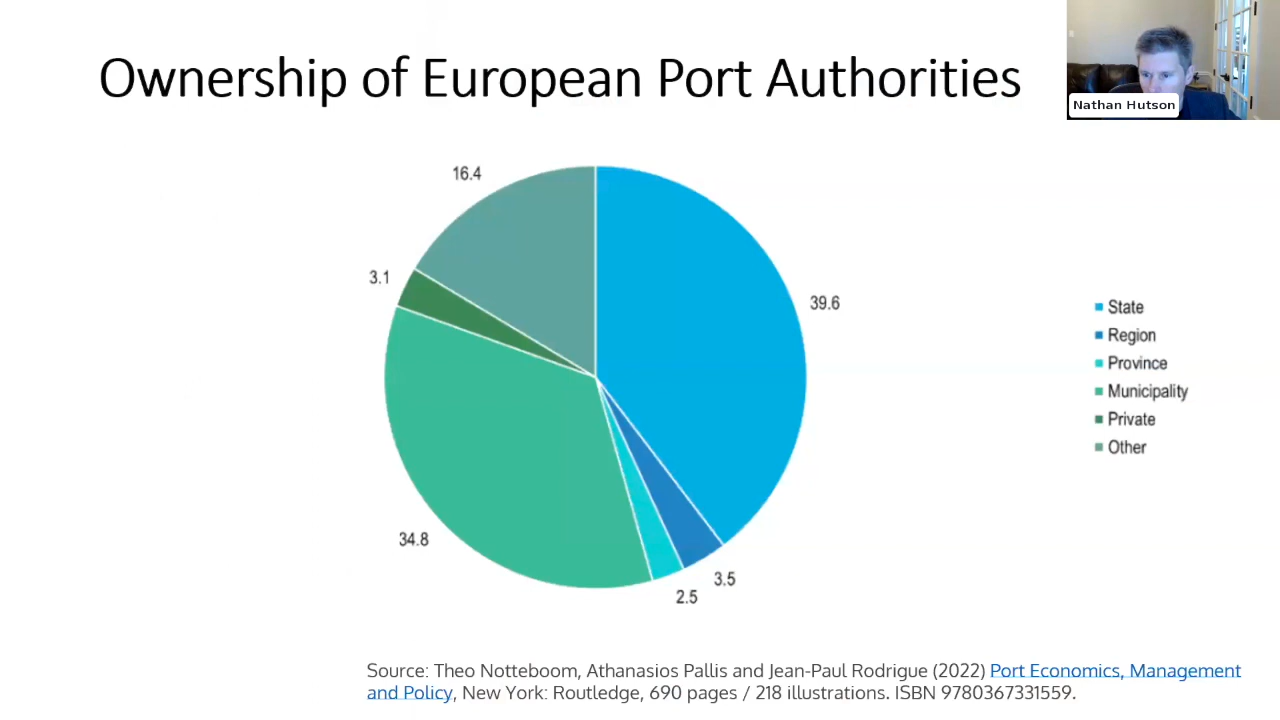 Ownership of European Port Authorities
Nathan Hutson
16.4
3.1
39.6
State
Region
Province
Municipality
Private
Other
34.8
3.5
2.5
Source: Theo Notteboom, Athanasios Pallis and Jean-Paul Rodrigue (2022) Port Economics, Management
and Policy, New York: Routledge, 690 pages / 218 illustrations. ISBN 9780367331559.